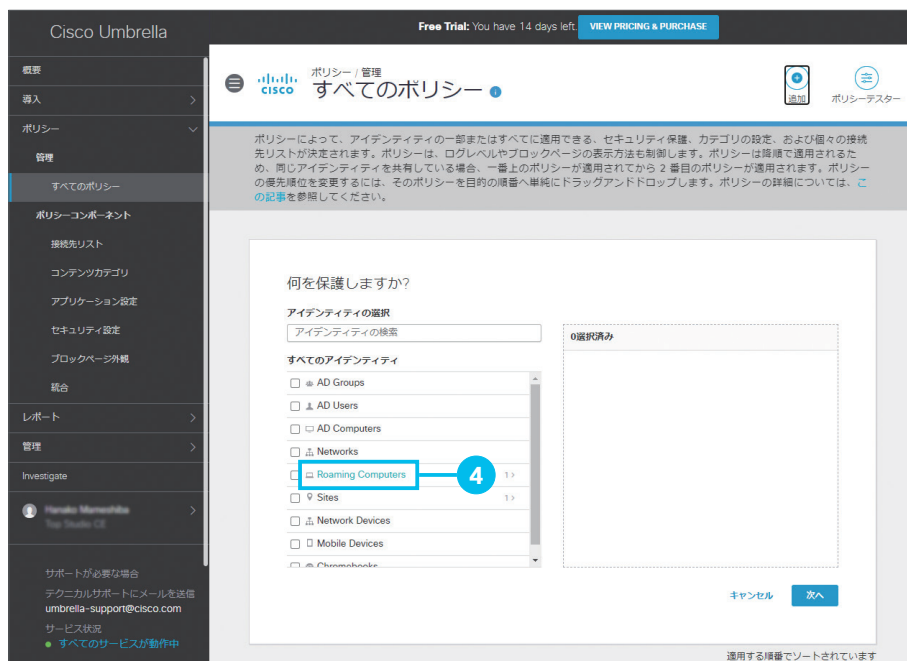 Cisco Umbrella
Free Trial: You have 14 days left.
VIEW PRICING & PURCHASE
概要
導入
ポリシー
管理
すべてのポリシー
ポリシーコンポーネント
接続先リスト
コンテンツカテゴリ
アプリケーション設定
セキュリティ設定
ブロックページ外観
統合
レポート
管理
Investigate
サポートが必要な場合
テクニカルサポートにメールを送信
umbrella-support@cisco.com
サービス状況
すべてのサービスが動作中
cisco
ポリシー / 管理
すべてのポリシー
追加
ポリシーテスター
ポリシーによって、アイデンティティの一部またはすべてに適用できる、セキュリティ保護、カテゴリの設定、および個々の接続
先リストが決定されます。ポリシーは、ログレベルやブロックページの表示方法も制御します。ポリシーは降順で適用されるた
め、同じアイデンティティを共有している場合、一番上のポリシーが適用されてから 2 番目のポリシーが適用されます。ポリシー
の優先順位を変更するには、そのポリシーを目的の順番へ単純にドラッグアンドドロップします。ポリシーの詳細については、こ
の記事を参照してください。
何を保護しますか?
アイデンティティの選択
アイデンティティの検索
すべてのアイデンティティ
AD Groups
AD Users
AD Computers
Networks
Roaming Computers 4 1 >
Sites 1 >
Network Devices
Mobile Devices
Chromebooks
0選択済み
キャンセル
次へ
適用する順番でソートされています